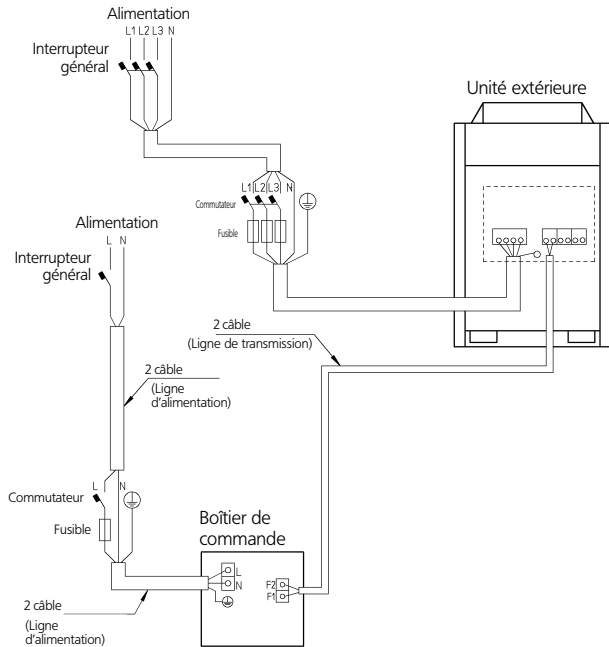 Alimentation
L1 L2 L3 N
Interrupteur
général
Unité extérieure
L1 L2 L3 N
Commutateur
Fusible
Alimentation
L N
Interrupteur
général
2 câble
(Ligne de transmission)
2 câble
(Ligne
d'alimentation)
L N
Commutateur
Fusible
Boîtier de
commande
L
N
F2
F1
2 câble
(Ligne
d'alimentation)